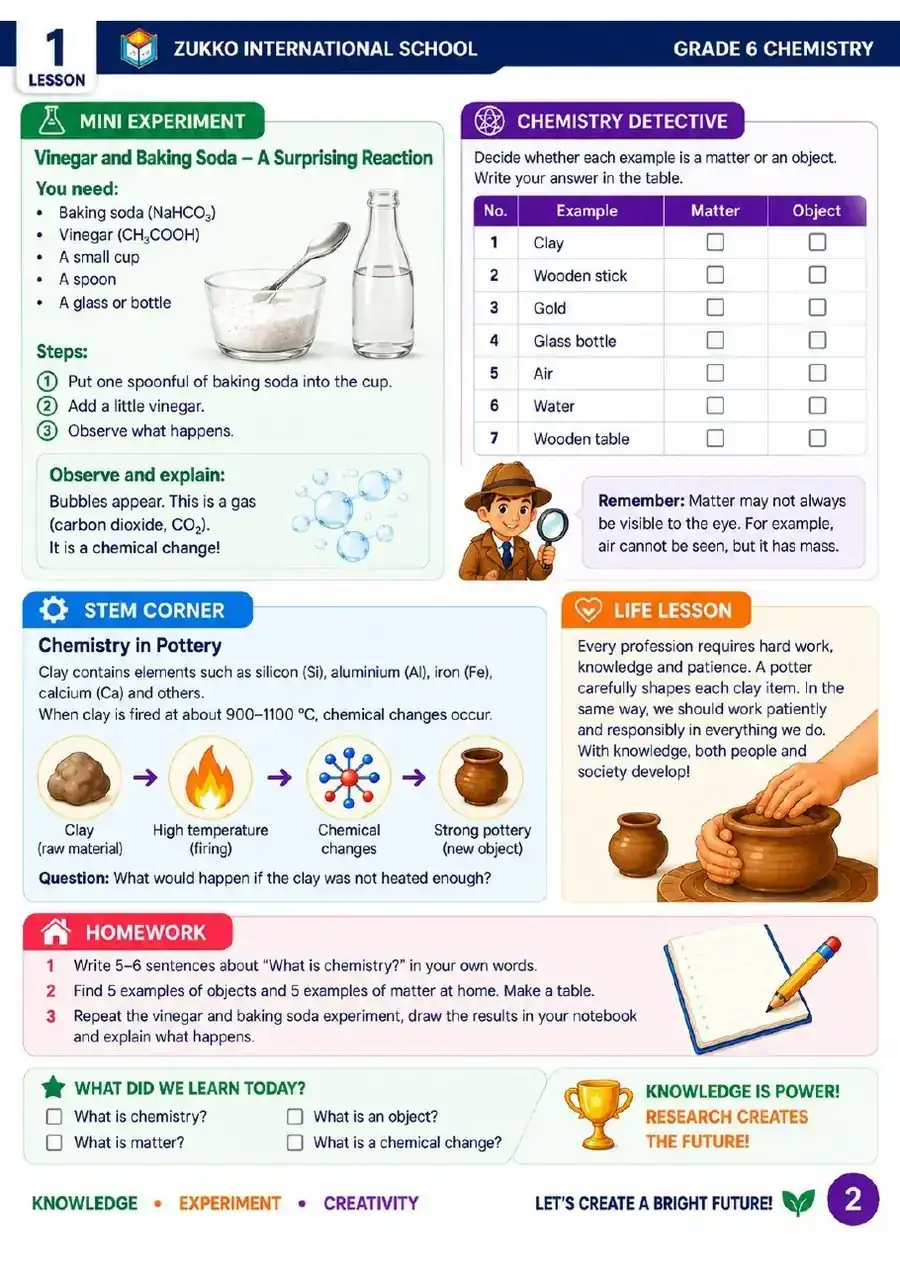 1
LESSON
ZUKKO INTERNATIONAL SCHOOL
GRADE 6 CHEMISTRY
MINI EXPERIMENT
Vinegar and Baking Soda – A Surprising Reaction
You need:
• Baking soda (NaHCO₃)
• Vinegar (CH₃COOH)
• A small cup
• A spoon
• A glass or bottle
Steps:
1 Put one spoonful of baking soda into the cup.
2 Add a little vinegar.
3 Observe what happens.
Observe and explain:
Bubbles appear. This is a gas
(carbon dioxide, CO₂).
It is a chemical change!
CHEMISTRY DETECTIVE
Decide whether each example is a matter or an object.
Write your answer in the table.
No. Example Matter Object
1 Clay
2 Wooden stick
3 Gold
4 Glass bottle
5 Air
6 Water
7 Wooden table
Remember: Matter may not always
be visible to the eye. For example,
air cannot be seen, but it has mass.
STEM CORNER
Chemistry in Pottery
Clay contains elements such as silicon (Si), aluminium (Al), iron (Fe),
calcium (Ca) and others.
When clay is fired at about 900–1100 °C, chemical changes occur.
Clay
(raw material)
High temperature
(firing)
Chemical
changes
Strong pottery
(new object)
Question: What would happen if the clay was not heated enough?
LIFE LESSON
Every profession requires hard work,
knowledge and patience. A potter
carefully shapes each clay item. In the
same way, we should work patiently
and responsibly in everything we do.
With knowledge, both people and
society develop!
HOMEWORK
1 Write 5–6 sentences about “What is chemistry?” in your own words.
2 Find 5 examples of objects and 5 examples of matter at home. Make a table.
3 Repeat the vinegar and baking soda experiment, draw the results in your notebook
and explain what happens.
WHAT DID WE LEARN TODAY?
What is chemistry?
What is an object?
What is matter?
What is a chemical change?
KNOWLEDGE IS POWER!
RESEARCH CREATES
THE FUTURE!
KNOWLEDGE • EXPERIMENT • CREATIVITY
LET'S CREATE A BRIGHT FUTURE!
2